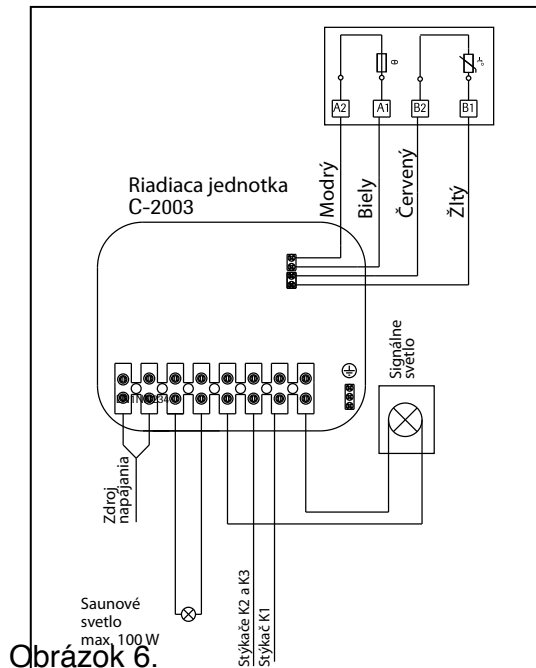 A2
A1
B2
B1
Modrý
Biely
Červený
Žltý
Riadiaca jednotka
C-2003
Signálne
svetlo
Zdroj
napájania
Saunové
svetlo
max. 100 W
Stýkače K2 a K3
Stýkač K1
Obrázok 6.